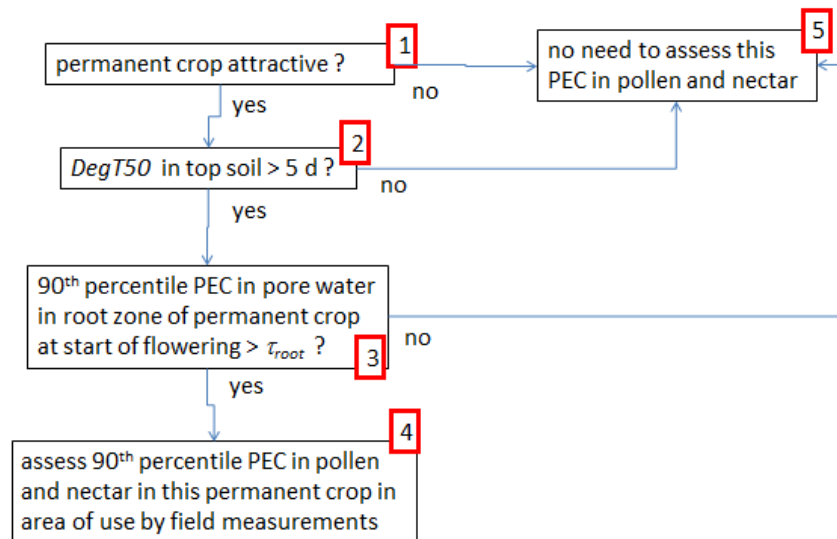 1
permanent crop attractive ?
no
yes
5
no need to assess this
PEC in pollen and nectar
2
DegT50 in top soil > 5 d ?
no
yes
90th percentile PEC in pore water
in root zone of permanent crop
at start of flowering > τroot ?
3
no
yes
4
assess 90th percentile PEC in pollen
and nectar in this permanent crop in
area of use by field measurements